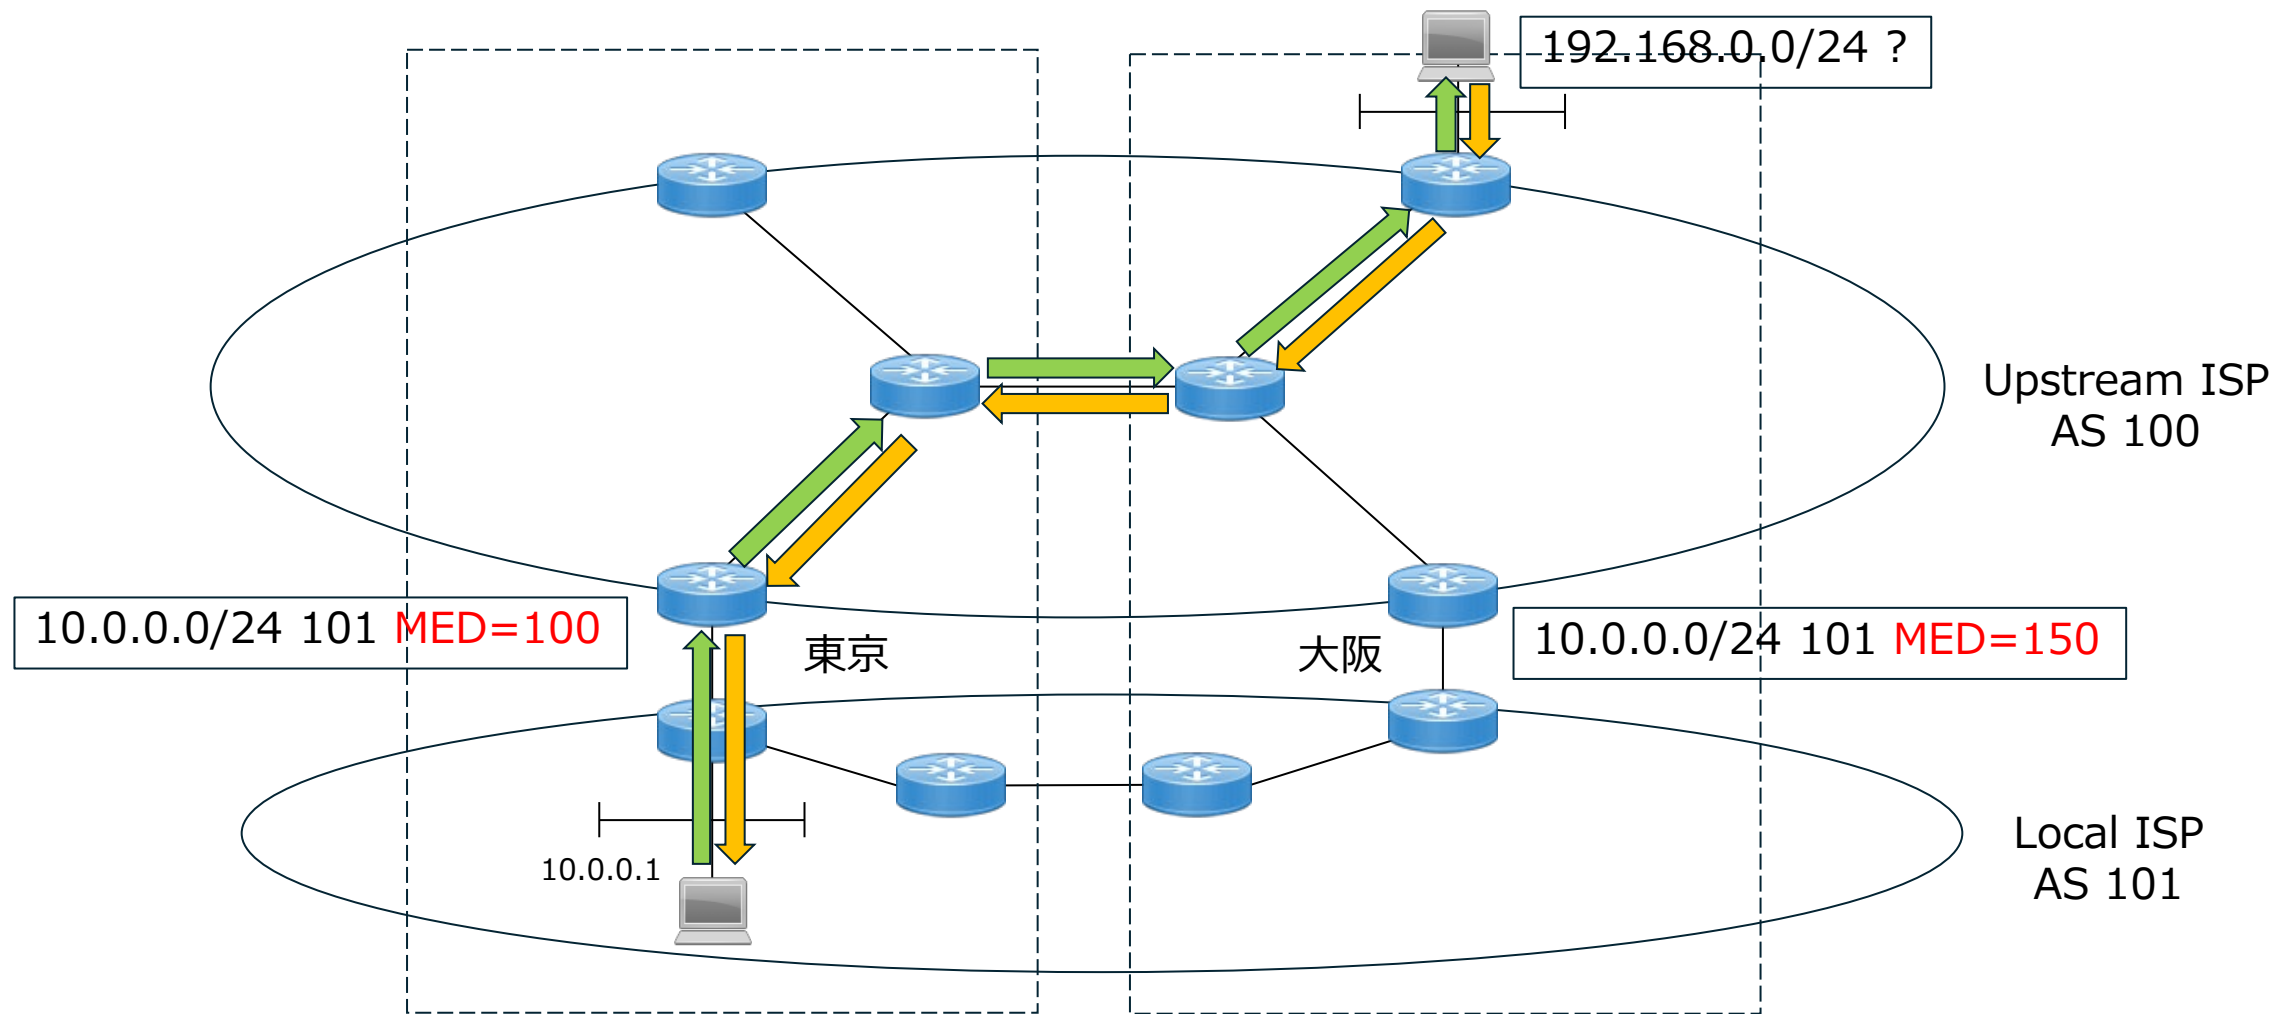 192.168.0.0/24 ?
Upstream ISP
AS 100
10.0.0.0/24 101 MED=100
東京
大阪
10.0.0.0/24 101 MED=150
10.0.0.1
Local ISP
AS 101